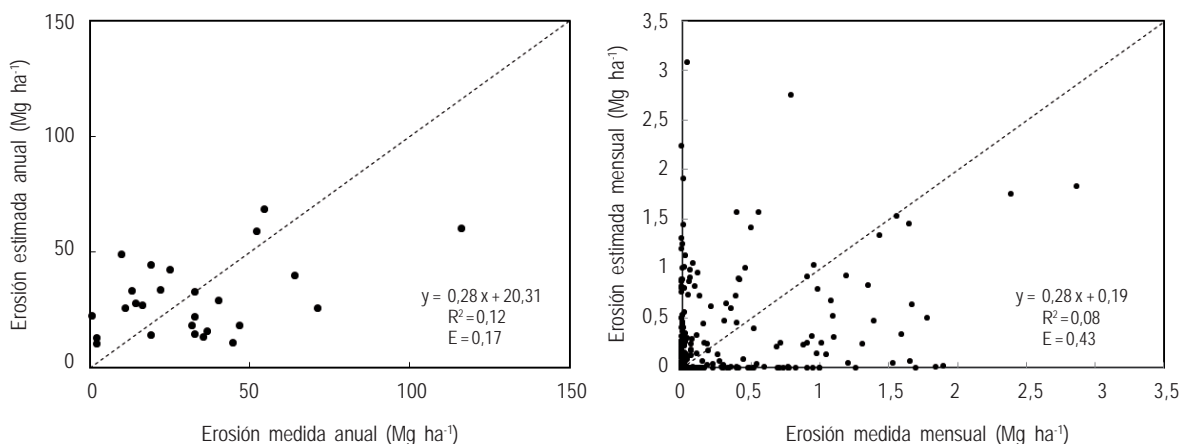 150
100
50
0
Erosión estimada anual (Mg ha-1)
y = 0,28 x + 20,31
R2 = 0,12
E = 0,17
0
50
100
150
Erosión medida anual (Mg ha-1)
3,5
3
2,5
2
1,5
1
0,5
0
Erosión estimada mensual (Mg ha-1)
y = 0,28 x + 0,19
R2 = 0,08
E = 0,43
0
0,5
1
1,5
2
2,5
3
3,5
Erosión medida mensual (Mg ha-1)